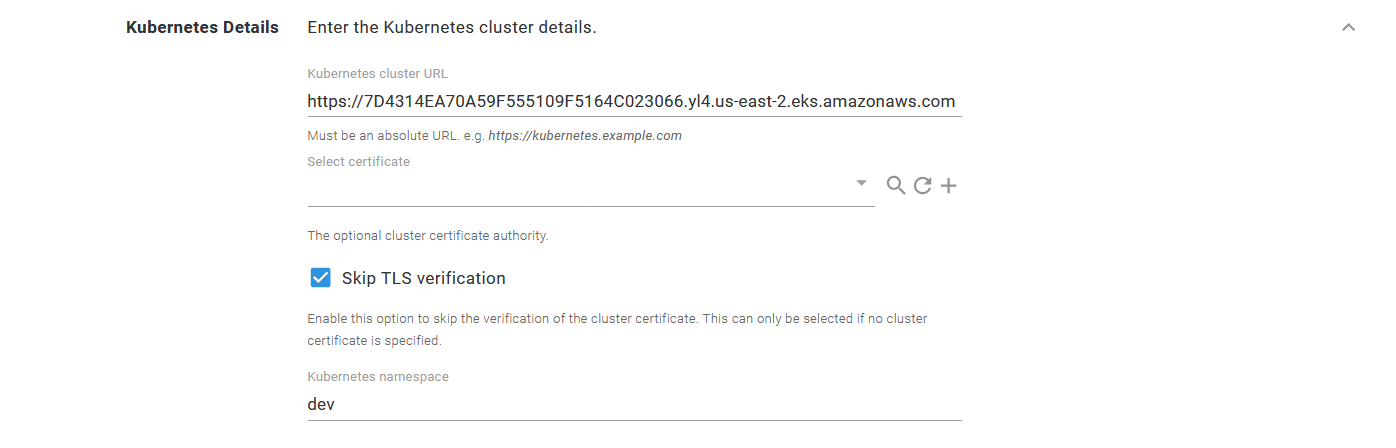 Kubernetes Details
Enter the Kubernetes cluster details.
Kubernetes cluster URL
https://7D4314EA70A59F555109F5164C023066.yl4.us-east-2.eks.amazonaws.com
Must be an absolute URL. e.g. https://kubernetes.example.com
Select certificate
The optional cluster certificate authority.
Skip TLS verification
Enable this option to skip the verification of the cluster certificate. This can only be selected if no cluster
certificate is specified.
Kubernetes namespace
dev